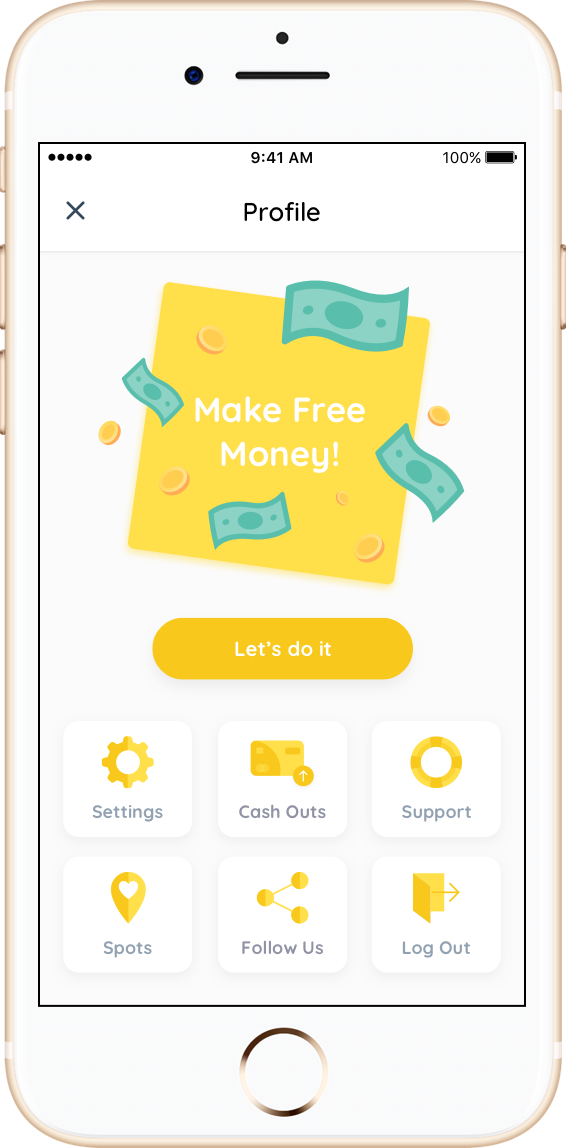 9:41 AM 100%
Profile
Make Free
Money!
Let's do it
Settings Cash Outs Support
Spots Follow Us Log Out